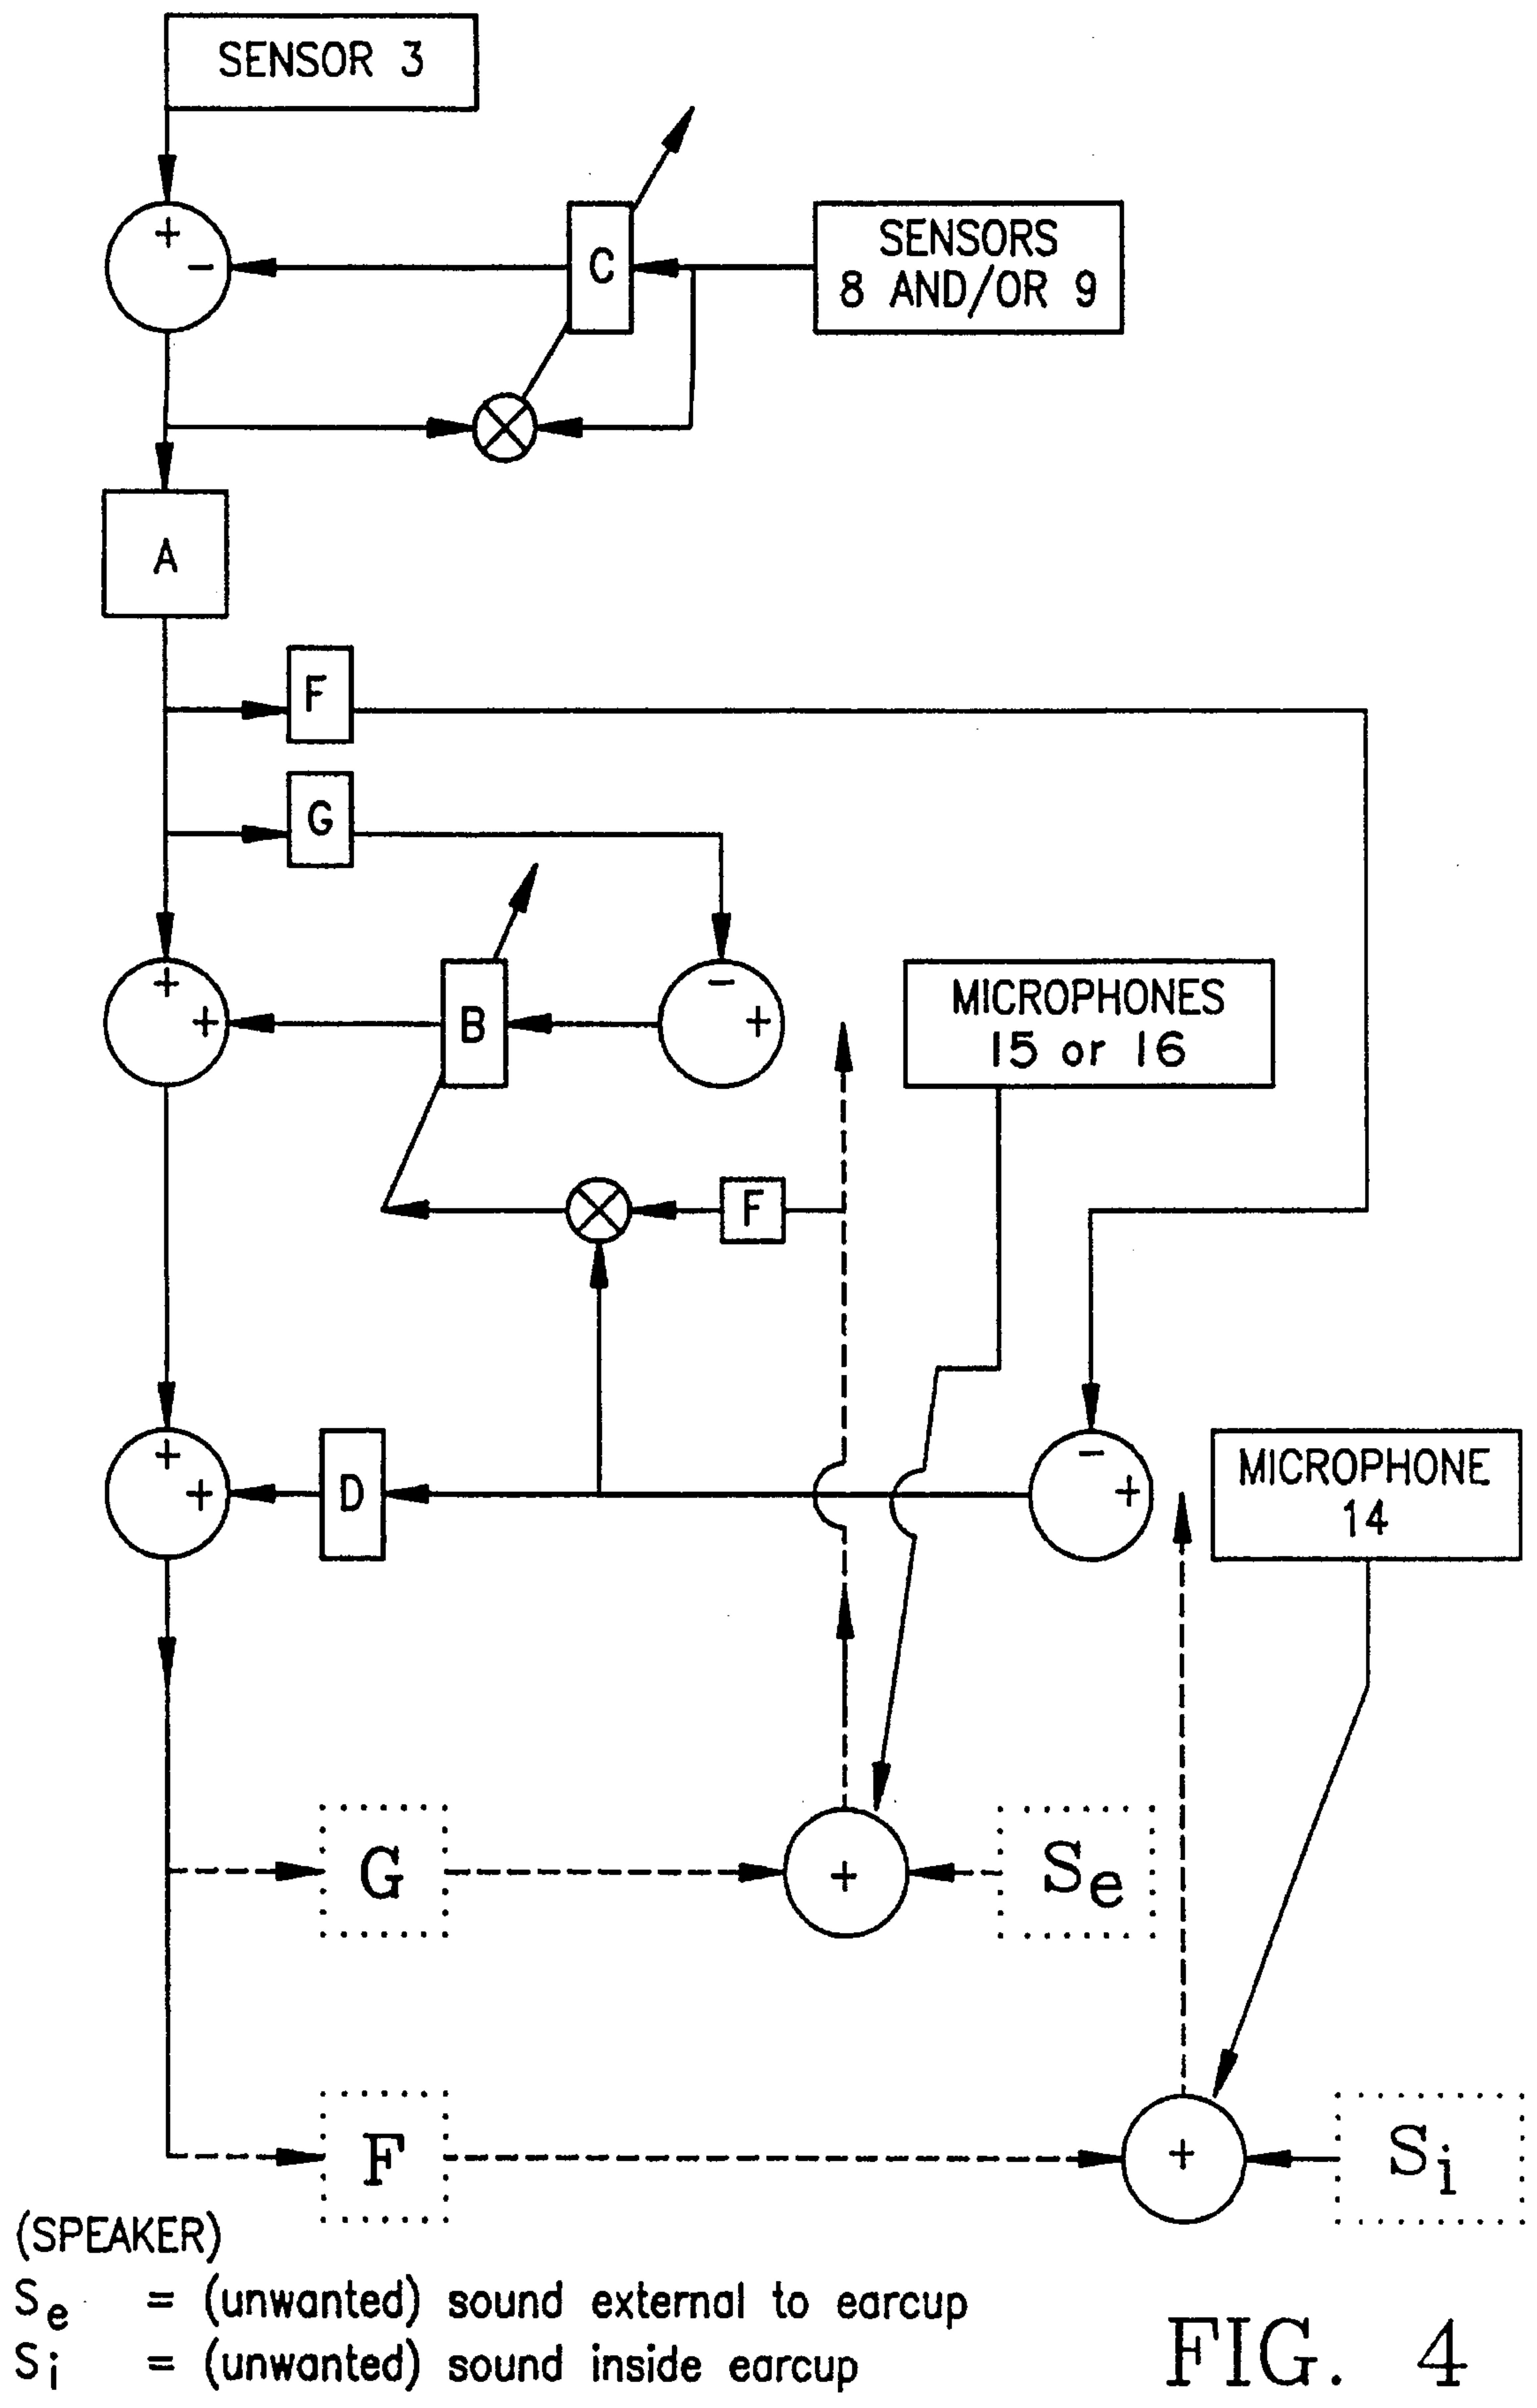 SENSOR 3
+
−
C
SENSORS
8 AND/OR 9
A
F
G
+
+
B
−
+
MICROPHONES
15 or 16
F
+
+
D
−
+
MICROPHONE
14
G
+
Se
F
+
Si
(SPEAKER)
Se = (unwanted) sound external to earcup
Si = (unwanted) sound inside earcup
FIG. 4